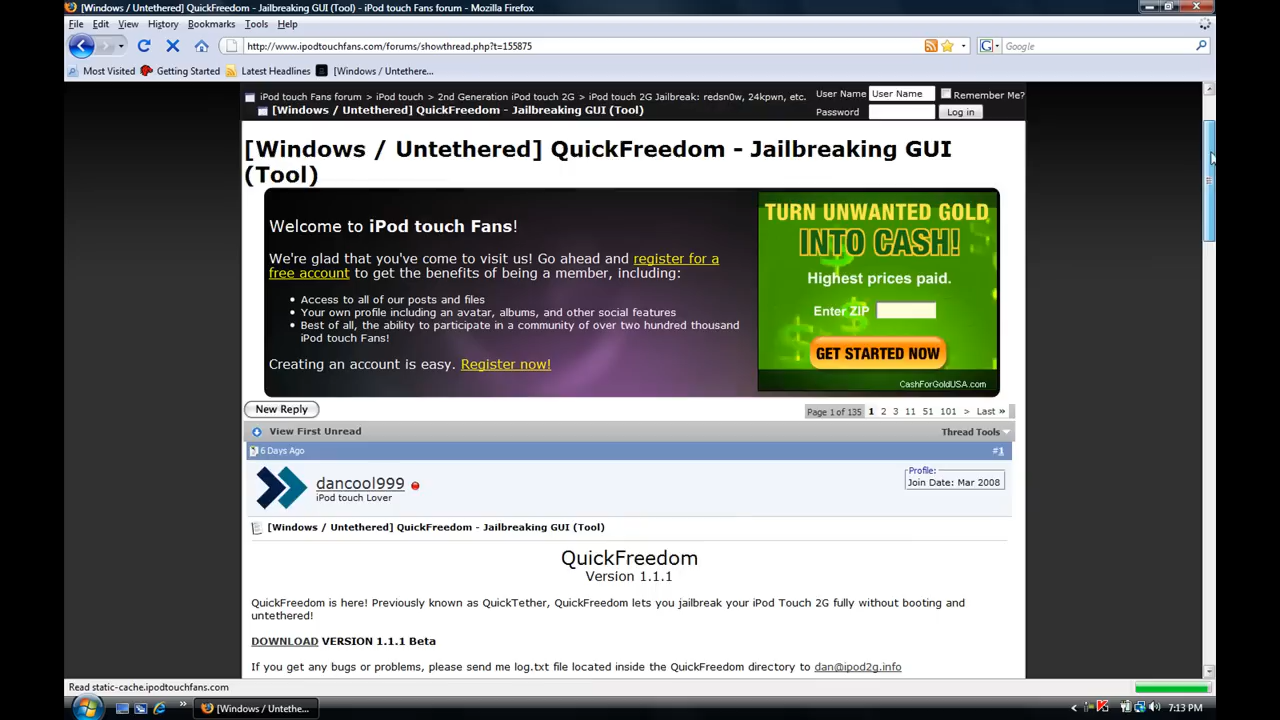 [Windows / Untethered] QuickFreedom - Jailbreaking GUI (Tool) - iPod touch Fans forum - Mozilla Firefox
File Edit View History Bookmarks Tools Help
http://www.ipodtouchfans.com/forums/showthread.php?t=155875
Google
Most Visited Getting Started Latest Headlines [Windows / Untethere...
iPod touch Fans forum > iPod touch > 2nd Generation iPod touch 2G > iPod touch 2G Jailbreak: redsn0w, 24kpwn, etc.
[Windows / Untethered] QuickFreedom - Jailbreaking GUI (Tool)
User Name User Name Remember Me?
Password Log in
[Windows / Untethered] QuickFreedom - Jailbreaking GUI
(Tool)
Welcome to iPod touch Fans!
We're glad that you've come to visit us! Go ahead and register for a
free account to get the benefits of being a member, including:
Access to all of our posts and files
Your own profile including an avatar, albums, and other social features
Best of all, the ability to participate in a community of over two hundred thousand
iPod touch Fans!
Creating an account is easy. Register now!
TURN UNWANTED GOLD
INTO CASH!
Highest prices paid.
Enter ZIP
GET STARTED NOW
CashForGoldUSA.com
New Reply
Page 1 of 135 1 2 3 11 51 101 > Last »
View First Unread
Thread Tools
6 Days Ago
#1
dancool999
iPod touch Lover
Profile:
Join Date: Mar 2008
[Windows / Untethered] QuickFreedom - Jailbreaking GUI (Tool)
QuickFreedom
Version 1.1.1
QuickFreedom is here! Previously known as QuickTether, QuickFreedom lets you jailbreak your iPod Touch 2G fully without booting and
untethered!
DOWNLOAD VERSION 1.1.1 Beta
If you get any bugs or problems, please send me log.txt file located inside the QuickFreedom directory to dan@ipod2g.info
Read static-cache.ipodtouchfans.com
[Windows / Untethe...
7:13 PM